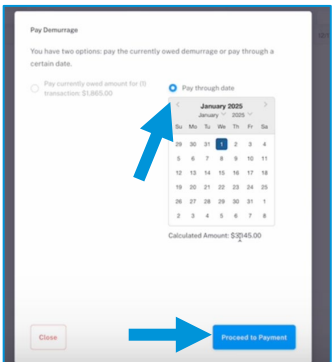 Pay Demurrage
You have two options: pay the currently owed demurrage or pay through a
certain date.
Pay currently owed amount for (1)
transaction: $1,865.00
Pay through date
January 2025
January 2025
Su Mo Tu We Th Fr Sa
29 30 31 1 2 3 4
5 6 7 8 9 10 11
12 13 14 15 16 17 18
19 20 21 22 23 24 25
26 27 28 29 30 31 1
2 3 4 5 6 7 8
Calculated Amount:
Close
Proceed to Payment